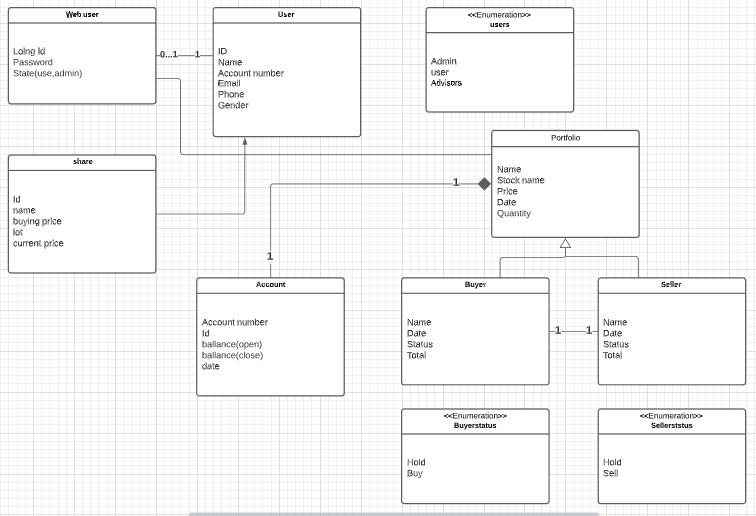 Web user
Loing Id
Password
State(use,admin)
0...1
1
User
ID
Name
Account number
Email
Phone
Gender
<<Enumeration>>
users
Admin
user
Advisors
share
Id
name
buying price
lot
current price
Portfolio
Name
Stock name
Price
Date
Quantity
1
1
Account
Account number
Id
ballance(open)
ballance(close)
date
Buyer
Name
Date
Status
Total
1
1
Seller
Name
Date
Status
Total
<<Enumeration>>
Buyerstatus
Hold
Buy
<<Enumeration>>
Sellerststus
Hold
Sell